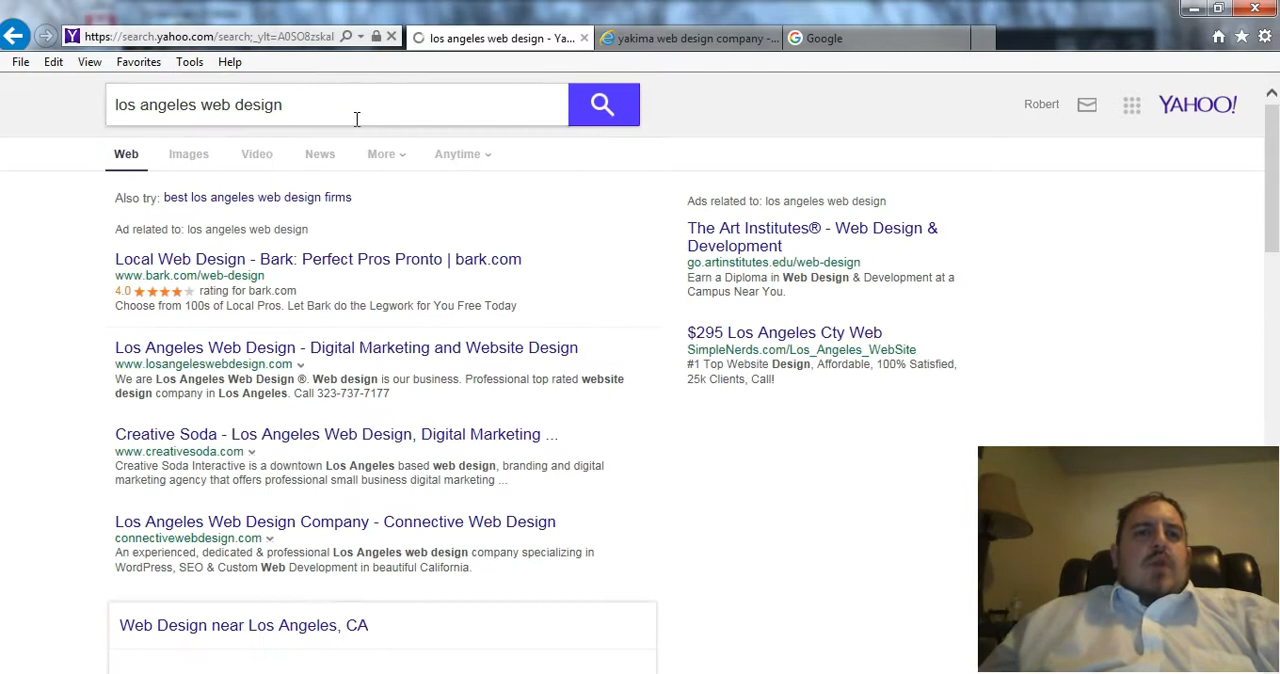 https://search.yahoo.com/search;_ylt=A0SO8zskal
los angeles web design - Ya...
yakima web design company -...
Google
File Edit View Favorites Tools Help
los angeles web design
Robert
YAHOO!
Web Images Video News More Anytime
Also try: best los angeles web design firms
Ad related to: los angeles web design
Local Web Design - Bark: Perfect Pros Pronto | bark.com
www.bark.com/web-design
4.0 rating for bark.com
Choose from 100s of Local Pros. Let Bark do the Legwork for You Free Today
Los Angeles Web Design - Digital Marketing and Website Design
www.losangeleswebdesign.com
We are Los Angeles Web Design ®. Web design is our business. Professional top rated website
design company in Los Angeles. Call 323-737-7177
Creative Soda - Los Angeles Web Design, Digital Marketing ...
www.creativesoda.com
Creative Soda Interactive is a downtown Los Angeles based web design, branding and digital
marketing agency that offers professional small business digital marketing ...
Los Angeles Web Design Company - Connective Web Design
connectivewebdesign.com
An experienced, dedicated & professional Los Angeles web design company specializing in
WordPress, SEO & Custom Web Development in beautiful California.
Web Design near Los Angeles, CA
Ads related to: los angeles web design
The Art Institutes® - Web Design &
Development
go.artinstitutes.edu/web-design
Earn a Diploma in Web Design & Development at a
Campus Near You.
$295 Los Angeles Cty Web
SimpleNerds.com/Los_Angeles_WebSite
#1 Top Website Design, Affordable, 100% Satisfied,
25k Clients, Call!